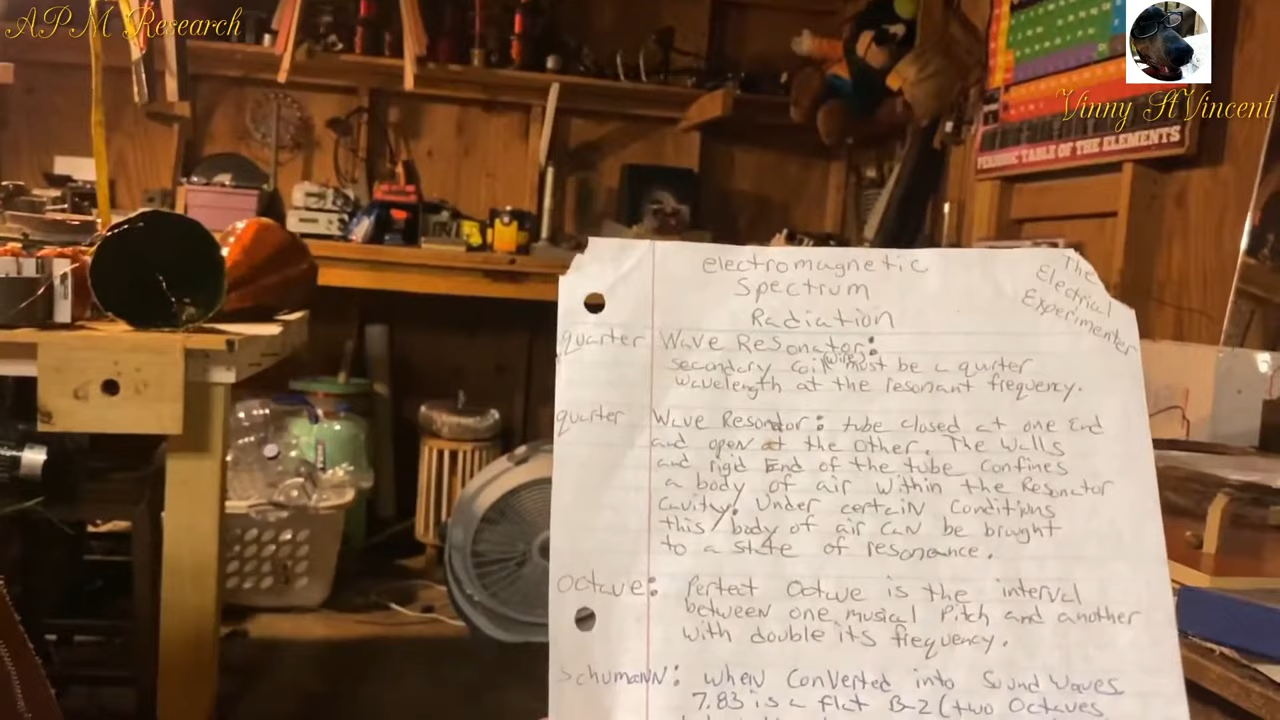 APM Research
Vinny StVincent
PERIODIC TABLE OF THE ELEMENTS
electromagnetic
Spectrum
Radiation
The
Electrical
Experimenter
quarter Wave Resonator:
secondary coil (wire) must be a qurter
wavelength at the resonant frequency.
quarter Wave Resonator: tube closed at one End
and open at the other. The Walls
and rigid End of the tube confines
a body of air within the Resonator
Cavity. Under certain Conditions
this body of air can be braght
to a state of resonance.
Octave: Perfect Octave is the interval
between one musical Pitch and another
with double its frequency.
Schumann: when Converted into Sound Waves
7.83 is a flat B-2 (two Octaves